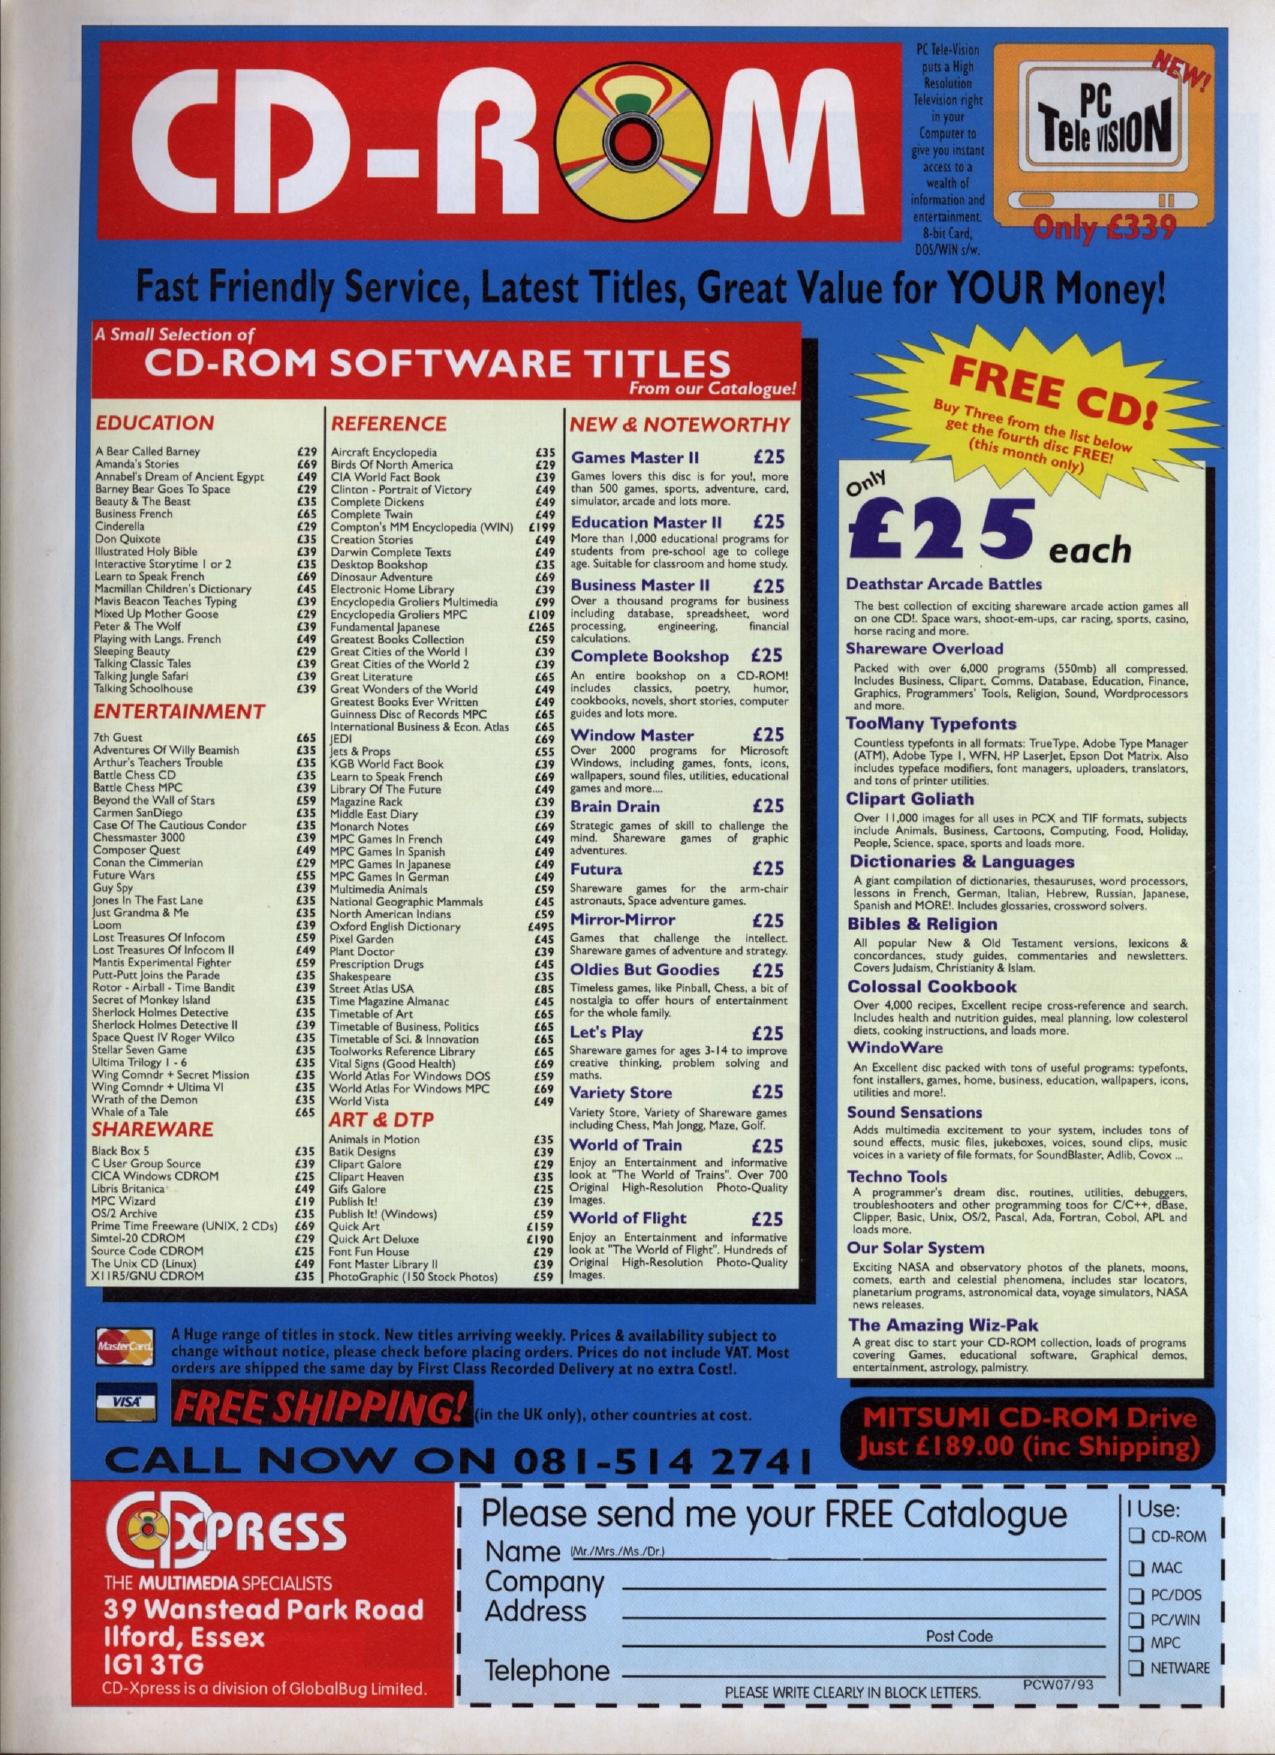 CD-ROM
PC Tele-Vision
puts a High
Resolution
Television right
in your
Computer to
give you instant
access to a
wealth of
information and
entertainment.
8-bit Card,
DOS/WIN s/w.
NEW!
PC
Tele VISION
Only £339
Fast Friendly Service, Latest Titles, Great Value for YOUR Money!
A Small Selection of
CD-ROM SOFTWARE TITLES
From our Catalogue!
EDUCATION
A Bear Called Barney £29
Amanda's Stories £69
Annabel's Dream of Ancient Egypt £49
Barney Bear Goes To Space £29
Beauty & The Beast £35
Business French £65
Cinderella £29
Don Quixote £35
Illustrated Holy Bible £39
Interactive Storytime 1 or 2 £35
Learn to Speak French £69
Macmillan Children's Dictionary £45
Mavis Beacon Teaches Typing £39
Mixed Up Mother Goose £29
Peter & The Wolf £39
Playing with Langs. French £49
Sleeping Beauty £29
Talking Classic Tales £39
Talking Jungle Safari £39
Talking Schoolhouse £39
ENTERTAINMENT
7th Guest £65
Adventures Of Willy Beamish £35
Arthur's Teachers Trouble £35
Battle Chess CD £35
Battle Chess MPC £39
Beyond the Wall of Stars £59
Carmen SanDiego £35
Case Of The Cautious Condor £35
Chessmaster 3000 £39
Composer Quest £49
Conan the Cimmerian £29
Future Wars £55
Guy Spy £39
Jones In The Fast Lane £35
Just Grandma & Me £35
Loom £39
Lost Treasures Of Infocom £59
Lost Treasures Of Infocom II £49
Mantis Experimental Fighter £59
Putt-Putt Joins the Parade £35
Rotor - Airball - Time Bandit £39
Secret of Monkey Island £35
Sherlock Holmes Detective £35
Sherlock Holmes Detective II £39
Space Quest IV Roger Wilco £35
Stellar Seven Game £35
Ultima Trilogy 1 - 6 £35
Wing Comndr + Secret Mission £35
Wing Comndr + Ultima VI £35
Wrath of the Demon £35
Whale of a Tale £65
SHAREWARE
Black Box 5 £35
C User Group Source £39
CICA Windows CDROM £25
Libris Britanica £49
MPC Wizard £19
OS/2 Archive £35
Prime Time Freeware (UNIX, 2 CDs) £69
Simtel-20 CDROM £29
Source Code CDROM £25
The Unix CD (Linux) £49
X11R5/GNU CDROM £35
REFERENCE
Aircraft Encyclopedia £35
Birds Of North America £29
CIA World Fact Book £39
Clinton - Portrait of Victory £49
Complete Dickens £49
Complete Twain £49
Compton's MM Encyclopedia (WIN) £199
Creation Stories £49
Darwin Complete Texts £49
Desktop Bookshop £35
Dinosaur Adventure £69
Electronic Home Library £39
Encyclopedia Groliers Multimedia £99
Encyclopedia Groliers MPC £109
Fundamental Japanese £265
Greatest Books Collection £59
Great Cities of the World 1 £39
Great Cities of the World 2 £39
Great Literature £65
Great Wonders of the World £49
Greatest Books Ever Written £49
Guinness Disc of Records MPC £65
International Business & Econ. Atlas £65
JEDI £69
Jets & Props £55
KGB World Fact Book £39
Learn to Speak French £69
Library Of The Future £49
Magazine Rack £39
Middle East Diary £39
Monarch Notes £69
MPC Games In French £49
MPC Games In Spanish £49
MPC Games In Japanese £49
MPC Games In German £49
Multimedia Animals £59
National Geographic Mammals £45
North American Indians £59
Oxford English Dictionary £495
Pixel Garden £45
Plant Doctor £39
Prescription Drugs £45
Shakespeare £35
Street Atlas USA £85
Time Magazine Almanac £45
Timetable of Art £65
Timetable of Business, Politics £65
Timetable of Sci. & Innovation £65
Toolworks Reference Library £65
Vital Signs (Good Health) £69
World Atlas For Windows DOS £59
World Atlas For Windows MPC £69
World Vista £49
ART & DTP
Animals in Motion £35
Batik Designs £39
Clipart Galore £29
Clipart Heaven £35
Gifs Galore £25
Publish It! £39
Publish It! (Windows) £59
Quick Art £159
Quick Art Deluxe £190
Font Fun House £29
Font Master Library II £39
PhotoGraphic (150 Stock Photos) £59
NEW & NOTEWORTHY
Games Master II £25
Games lovers this disc is for you!, more
than 500 games, sports, adventure, card,
simulator, arcade and lots more.
Education Master II £25
More than 1,000 educational programs for
students from pre-school age to college
age. Suitable for classroom and home study.
Business Master II £25
Over a thousand programs for business
including database, spreadsheet, word
processing, engineering, financial
calculations.
Complete Bookshop £25
An entire bookshop on a CD-ROM!
includes classics, poetry, humor,
cookbooks, novels, short stories, computer
guides and lots more.
Window Master £25
Over 2000 programs for Microsoft
Windows, including games, fonts, icons,
wallpapers, sound files, utilities, educational
games and more....
Brain Drain £25
Strategic games of skill to challenge the
mind. Shareware games of graphic
adventures.
Futura £25
Shareware games for the arm-chair
astronauts, Space adventure games.
Mirror-Mirror £25
Games that challenge the intellect.
Shareware games of adventure and strategy.
Oldies But Goodies £25
Timeless games, like Pinball, Chess, a bit of
nostalgia to offer hours of entertainment
for the whole family.
Let's Play £25
Shareware games for ages 3-14 to improve
creative thinking, problem solving and
maths.
Variety Store £25
Variety Store, Variety of Shareware games
including Chess, Mah Jongg, Maze, Golf.
World of Train £25
Enjoy an Entertainment and informative
look at "The World of Trains". Over 700
Original High-Resolution Photo-Quality
Images.
World of Flight £25
Enjoy an Entertainment and informative
look at "The World of Flight". Hundreds of
Original High-Resolution Photo-Quality
Images.
FREE CD!
Buy Three from the list below
get the fourth disc FREE!
(this month only)
Only
£25 each
Deathstar Arcade Battles
The best collection of exciting shareware arcade action games all
on one CD!. Space wars, shoot-em-ups, car racing, sports, casino,
horse racing and more.
Shareware Overload
Packed with over 6,000 programs (550mb) all compressed.
Includes Business, Clipart, Comms, Database, Education, Finance,
Graphics, Programmers' Tools, Religion, Sound, Wordprocessors
and more.
TooMany Typefonts
Countless typefonts in all formats: TrueType, Adobe Type Manager
(ATM), Adobe Type 1, WFN, HP LaserJet, Epson Dot Matrix. Also
includes typeface modifiers, font managers, uploaders, translators,
and tons of printer utilities.
Clipart Goliath
Over 11,000 images for all uses in PCX and TIF formats, subjects
include Animals, Business, Cartoons, Computing, Food, Holiday,
People, Science, space, sports and loads more.
Dictionaries & Languages
A giant compilation of dictionaries, thesauruses, word processors,
lessons in French, German, Italian, Hebrew, Russian, Japanese,
Spanish and MORE!. Includes glossaries, crossword solvers.
Bibles & Religion
All popular New & Old Testament versions, lexicons &
concordances, study guides, commentaries and newsletters.
Covers Judaism, Christianity & Islam.
Colossal Cookbook
Over 4,000 recipes, Excellent recipe cross-reference and search.
Includes health and nutrition guides, meal planning, low colesterol
diets, cooking instructions, and loads more.
WindoWare
An Excellent disc packed with tons of useful programs: typefonts,
font installers, games, home, business, education, wallpapers, icons,
utilities and more!.
Sound Sensations
Adds multimedia excitement to your system, includes tons of
sound effects, music files, jukeboxes, voices, sound clips, music
voices in a variety of file formats, for SoundBlaster, Adlib, Covox ...
Techno Tools
A programmer's dream disc, routines, utilities, debuggers,
troubleshooters and other programming toos for C/C++, dBase,
Clipper, Basic, Unix, OS/2, Pascal, Ada, Fortran, Cobol, APL and
loads more.
Our Solar System
Exciting NASA and observatory photos of the planets, moons,
comets, earth and celestial phenomena, includes star locators,
planetarium programs, astronomical data, voyage simulators, NASA
news releases.
The Amazing Wiz-Pak
A great disc to start your CD-ROM collection, loads of programs
covering Games, educational software, Graphical demos,
entertainment, astrology, palmistry.
MasterCard
A Huge range of titles in stock. New titles arriving weekly. Prices & availability subject to
change without notice, please check before placing orders. Prices do not include VAT. Most
orders are shipped the same day by First Class Recorded Delivery at no extra Cost!.
VISA
FREE SHIPPING! (in the UK only), other countries at cost.
CALL NOW ON 081-514 2741
MITSUMI CD-ROM Drive
Just £189.00 (inc Shipping)
CDXPRESS
THE MULTIMEDIA SPECIALISTS
39 Wanstead Park Road
Ilford, Essex
IG1 3TG
CD-Xpress is a division of GlobalBug Limited.
Please send me your FREE Catalogue
Name (Mr./Mrs./Ms./Dr.)
Company
Address
Post Code
Telephone
PLEASE WRITE CLEARLY IN BLOCK LETTERS.
PCW07/93
I Use:
CD-ROM
MAC
PC/DOS
PC/WIN
MPC
NETWARE